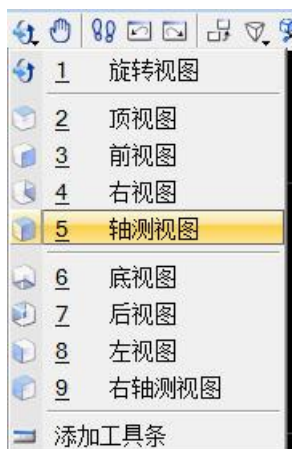 1 旋转视图
2 顶视图
3 前视图
4 右视图
5 轴测视图
6 底视图
7 后视图
8 左视图
9 右轴测视图
添加工具条